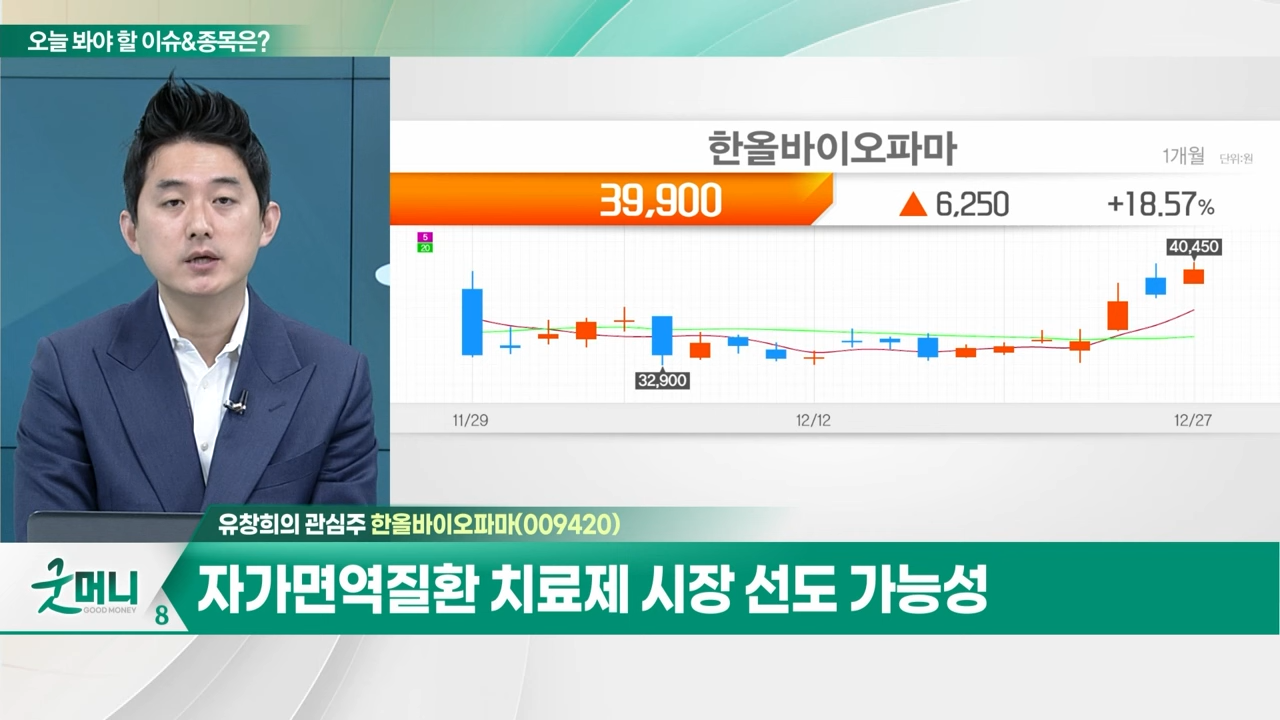 오늘 봐야 할 이슈&종목은?
한올바이오파마
1개월 단위:원
39,900 ▲ 6,250 +18.57%
5
20
40,450
32,900
11/29 12/12 12/27
유창희의 관심주 한올바이오파마(009420)
굿머니
GOOD MONEY
8
자가면역질환 치료제 시장 선도 가능성